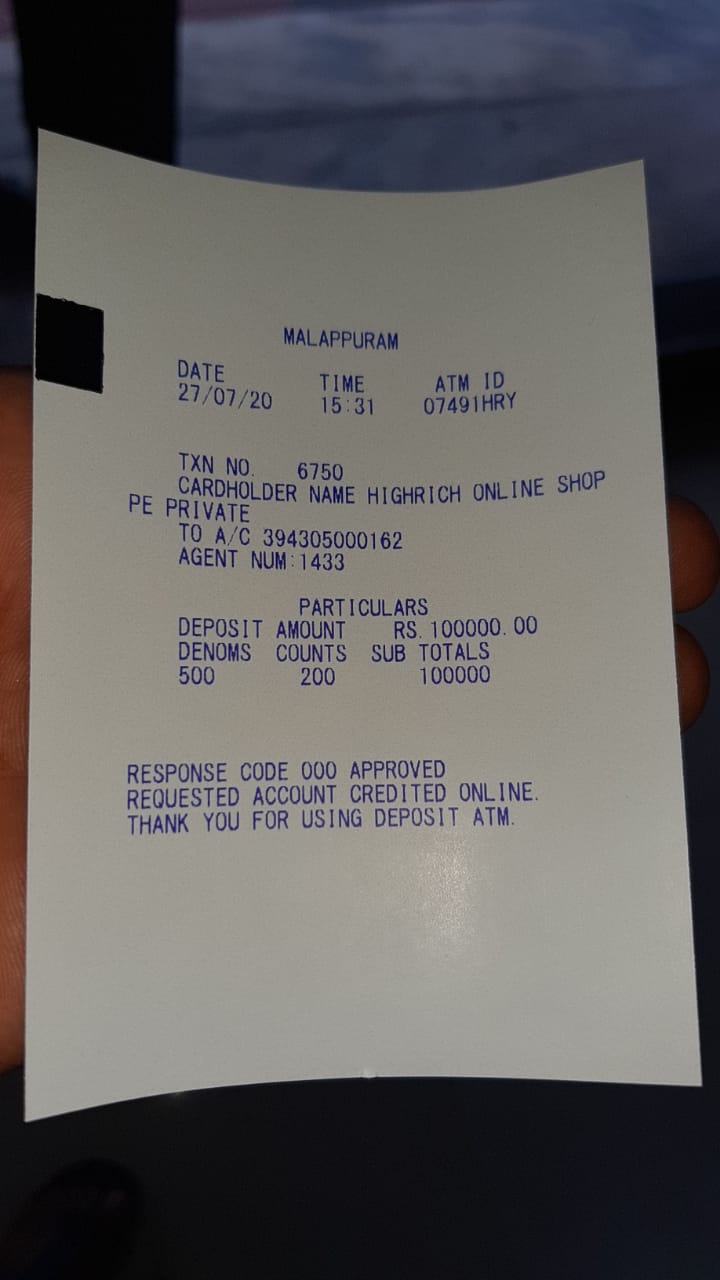 MALAPPURAM
DATE TIME ATM ID
27/07/20 15:31 07491HRY
TXN NO. 6750
CARDHOLDER NAME HIGHRICH ONLINE SHOP
PE PRIVATE
TO A/C 394305000162
AGENT NUM:1433
PARTICULARS
DEPOSIT AMOUNT RS. 100000.00
DENOMS COUNTS SUB TOTALS
500 200 100000
RESPONSE CODE 000 APPROVED
REQUESTED ACCOUNT CREDITED ONLINE.
THANK YOU FOR USING DEPOSIT ATM.